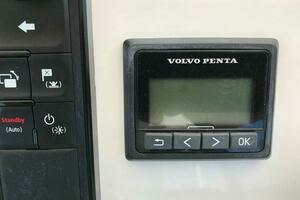 VOLVO PENTA
Standby
(Auto)
OK